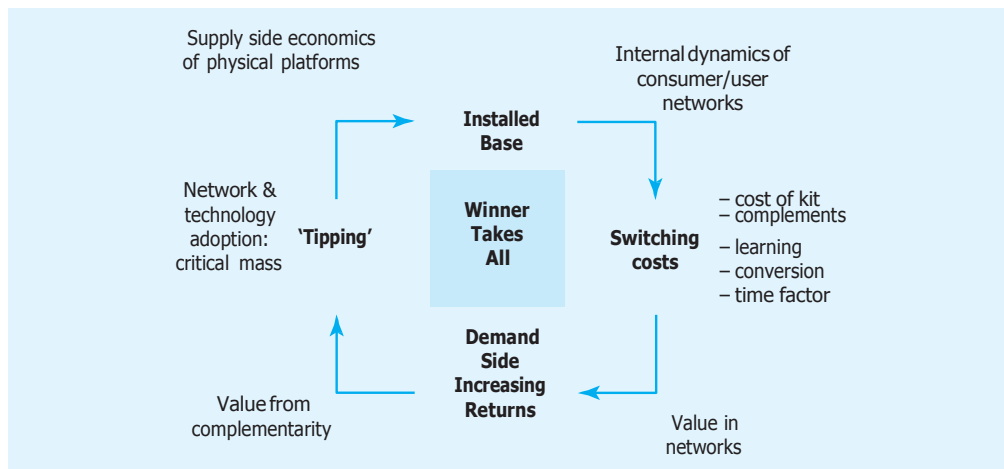 Supply side economics
of physical platforms
Internal dynamics of
consumer/user
networks
Installed
Base
Network &
technology
adoption:
critical mass
'Tipping'
Winner
Takes
All
Switching
costs
– cost of kit
– complements
– learning
– conversion
– time factor
Demand
Side
Increasing
Returns
Value from
complementarity
Value in
networks